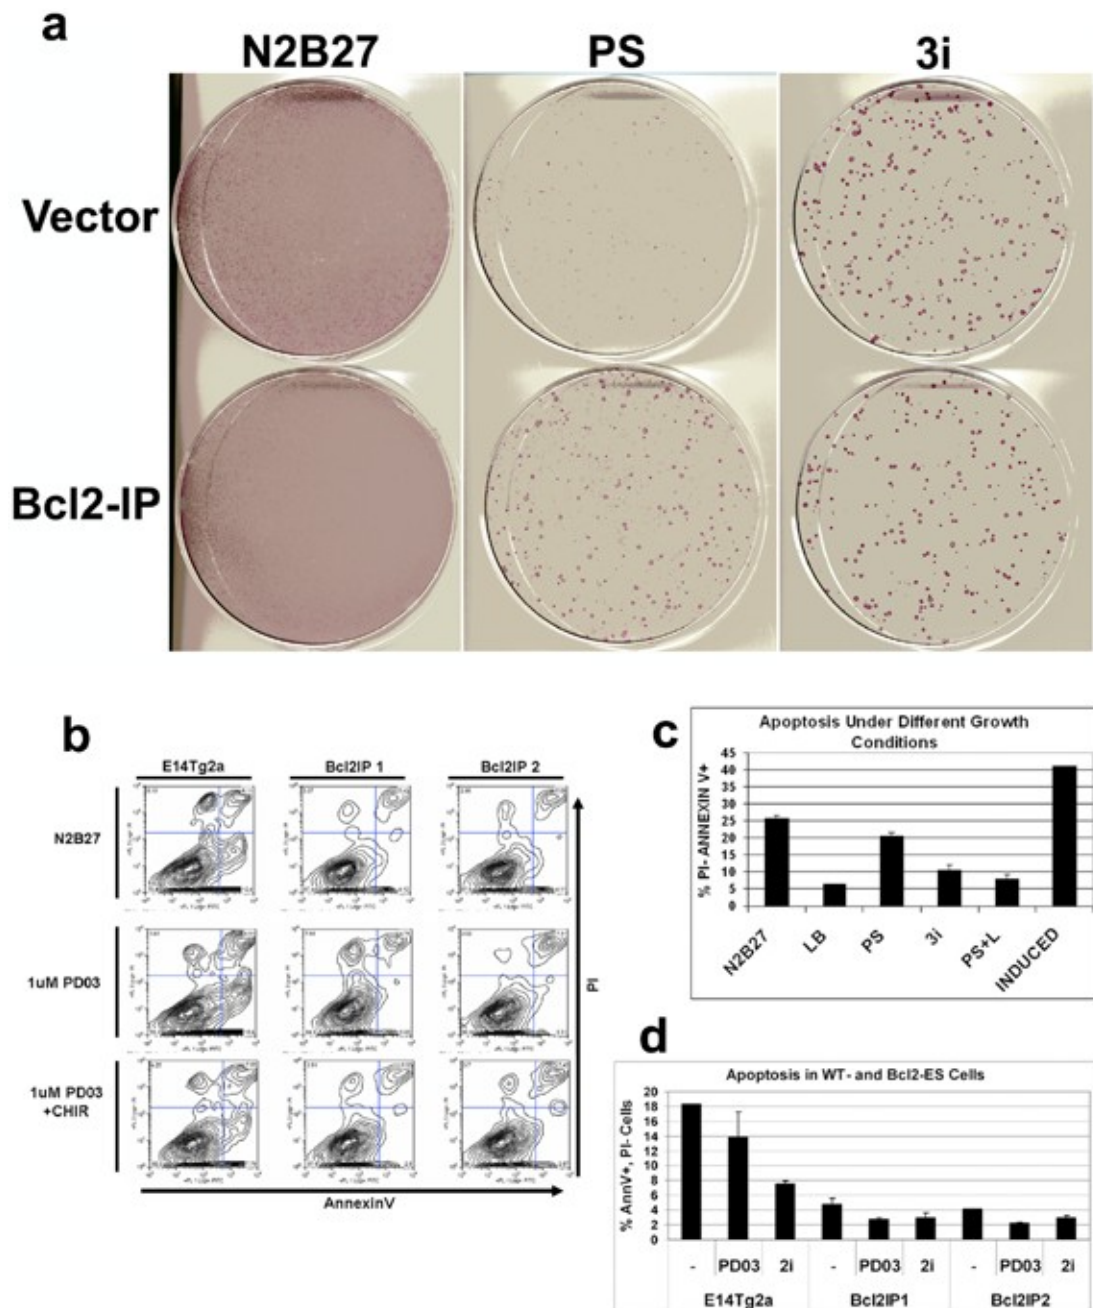 a
N2B27 PS 3i
Vector
Bcl2-IP
b
E14Tg2a Bcl2IP 1 Bcl2IP 2
N2B27
1uM PD03
1uM PD03
+CHIR
PI
AnnexinV
c
Apoptosis Under Different Growth
Conditions
% PI- ANNEXIN V+
45
40
35
30
25
20
15
10
5
0
N2B27 LB PS 3i PS+L INDUCED
d
Apoptosis in WT- and Bcl2-ES Cells
% AnnV+, PI- Cells
20
18
16
14
12
10
8
6
4
2
0
- PD03 2i - PD03 2i - PD03 2i
E14Tg2a Bcl2IP1 Bcl2IP2